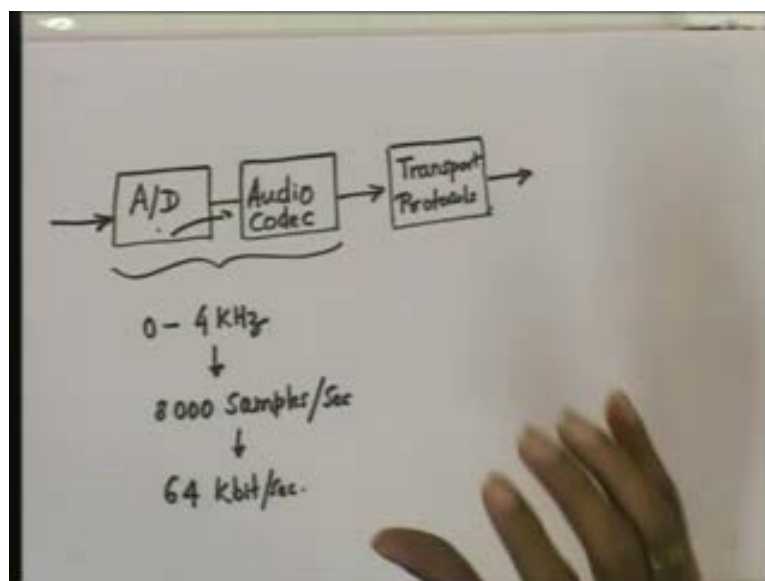 A/D
Audio
Codec
Transport
Protocols
0 - 4 KHz
8000 Samples/Sec
64 Kbit/Sec.